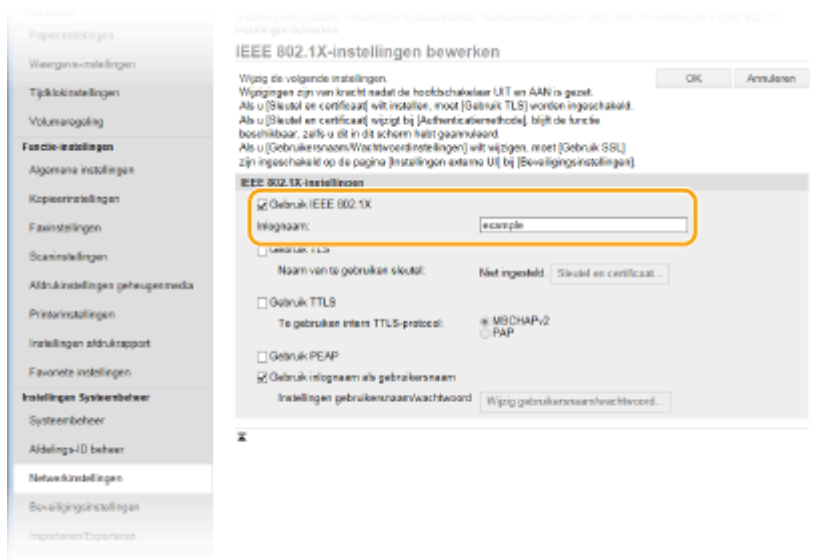 Papierinstellingen
Weergave-instellingen
Tijdklokinstellingen
Volumeregeling
Functie-instellingen
Algemene instellingen
Kopieerinstellingen
Faxinstellingen
Scaninstellingen
Afdrukinstellingen geheugenmedia
Printerinstellingen
Instellingen afdrukrapport
Favoriete instellingen
Instellingen Systeembeheer
Systeembeheer
Afdelings-ID beheer
Netwerkinstellingen
Beveiligingsinstellingen
Importeren/Exporteren
IEEE 802.1X-instellingen bewerken
Wijzig de volgende instellingen.
OK Annuleren
Wijzigingen zijn van kracht nadat de hoofdschakelaar UIT en AAN is gezet.
Als u [Sleutel en certificaat] wilt instellen, moet [Gebruik TLS] worden ingeschakeld.
Als u [Sleutel en certificaat] wijzigt bij [Authenticatiemethode], blijft de functie
beschikbaar, zelfs u dit in dit scherm hebt geannuleerd.
Als u [Gebruikersnaam/Wachtwoordinstellingen] wilt wijzigen, moet [Gebruik SSL]
zijn ingeschakeld op de pagina [Instellingen externe UI] bij [Beveiligingsinstellingen].
IEEE 802.1X-instellingen
Gebruik IEEE 802.1X
Inlognaam: example
Gebruik TLS
Naam van te gebruiken sleutel: Niet ingesteld. Sleutel en certificaat...
Gebruik TTLS
Te gebruiken intern TTLS-protocol: MSCHAPv2
PAP
Gebruik PEAP
Gebruik inlognaam als gebruikersnaam
Instellingen gebruikersnaam/wachtwoord Wijzig gebruikersnaam/wachtwoord...